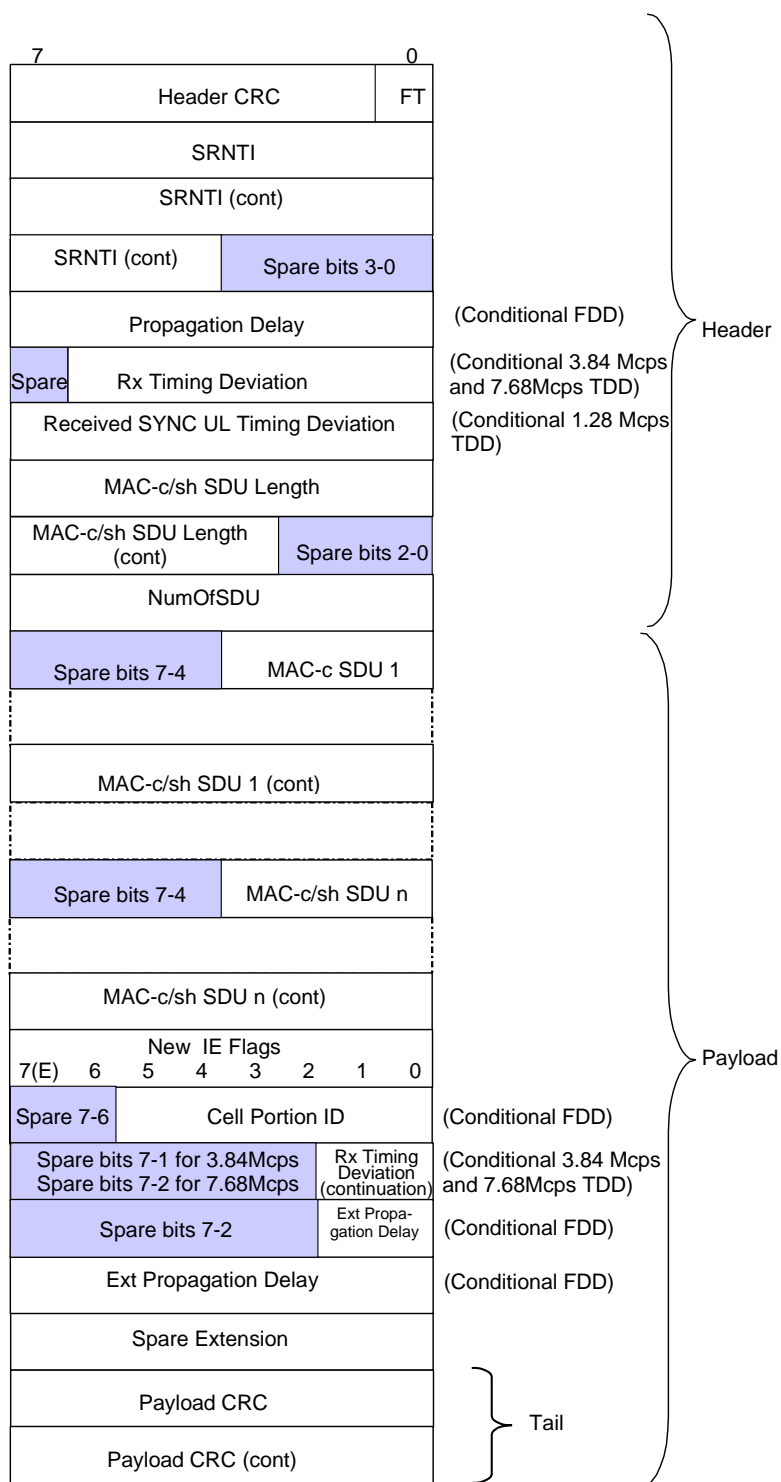 7 0
Header CRC FT
SRNTI
SRNTI (cont)
SRNTI (cont) Spare bits 3-0
Propagation Delay (Conditional FDD)
Header
Spare Rx Timing Deviation (Conditional 3.84 Mcps
and 7.68Mcps TDD)
Received SYNC UL Timing Deviation (Conditional 1.28 Mcps
TDD)
MAC-c/sh SDU Length
MAC-c/sh SDU Length
(cont) Spare bits 2-0
NumOfSDU
Spare bits 7-4 MAC-c SDU 1
MAC-c/sh SDU 1 (cont)
Spare bits 7-4 MAC-c/sh SDU n
MAC-c/sh SDU n (cont)
New IE Flags
7(E) 6 5 4 3 2 1 0
Payload
Spare 7-6 Cell Portion ID (Conditional FDD)
Spare bits 7-1 for 3.84Mcps
Spare bits 7-2 for 7.68Mcps
Rx Timing
Deviation
(continuation)
(Conditional 3.84 Mcps
and 7.68Mcps TDD)
Spare bits 7-2
Ext Propa-
gation Delay
(Conditional FDD)
Ext Propagation Delay (Conditional FDD)
Spare Extension
Payload CRC
Tail
Payload CRC (cont)